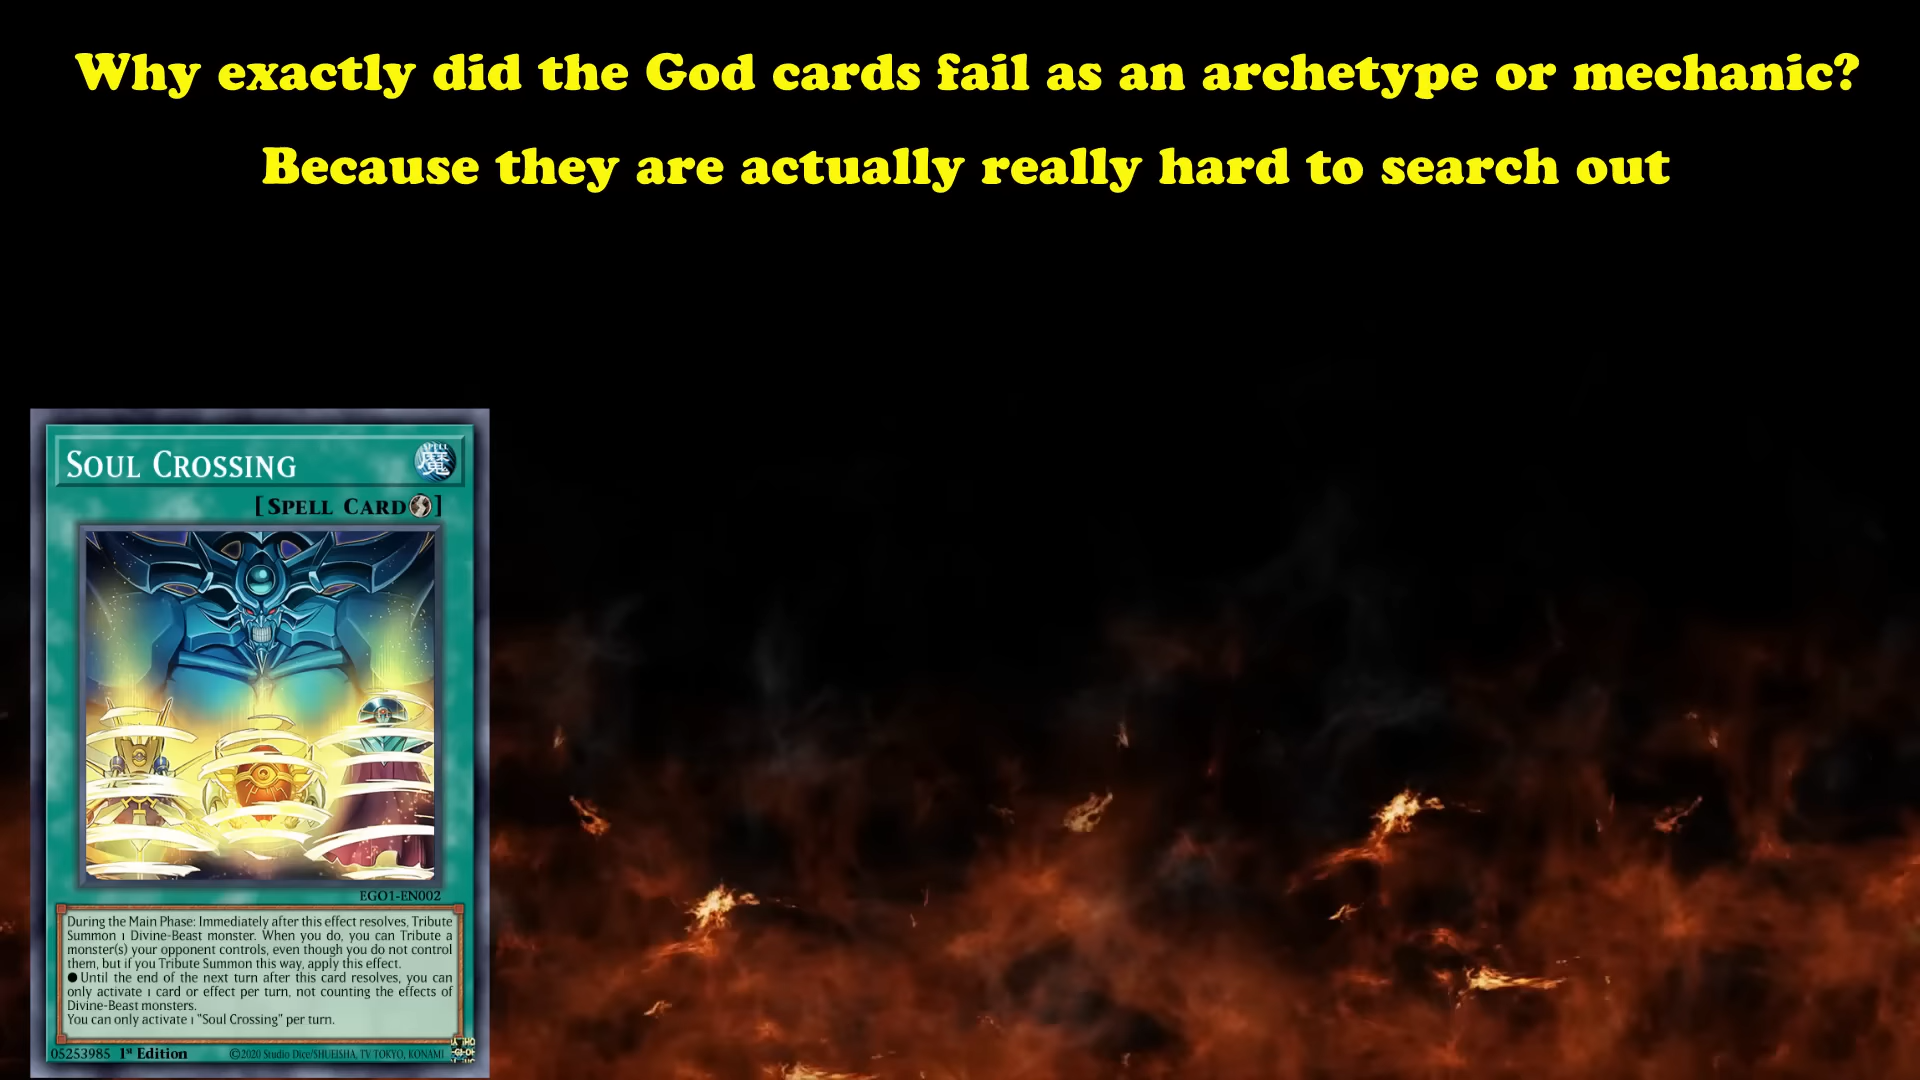 Why exactly did the God cards fail as an archetype or mechanic?
Because they are actually really hard to search out
SOUL CROSSING
魔
[SPELL CARD]
EGO1-EN002
During the Main Phase: Immediately after this effect resolves, Tribute
Summon 1 Divine-Beast monster. When you do, you can Tribute a
monster(s) your opponent controls, even though you do not control
them, but if you Tribute Summon this way, apply this effect.
●Until the end of the next turn after this card resolves, you can
only activate 1 card or effect per turn, not counting the effects of
Divine-Beast monsters.
You can only activate 1 "Soul Crossing" per turn.
05253985 1st Edition ©2020 Studio Dice/SHUEISHA, TV TOKYO, KONAMI